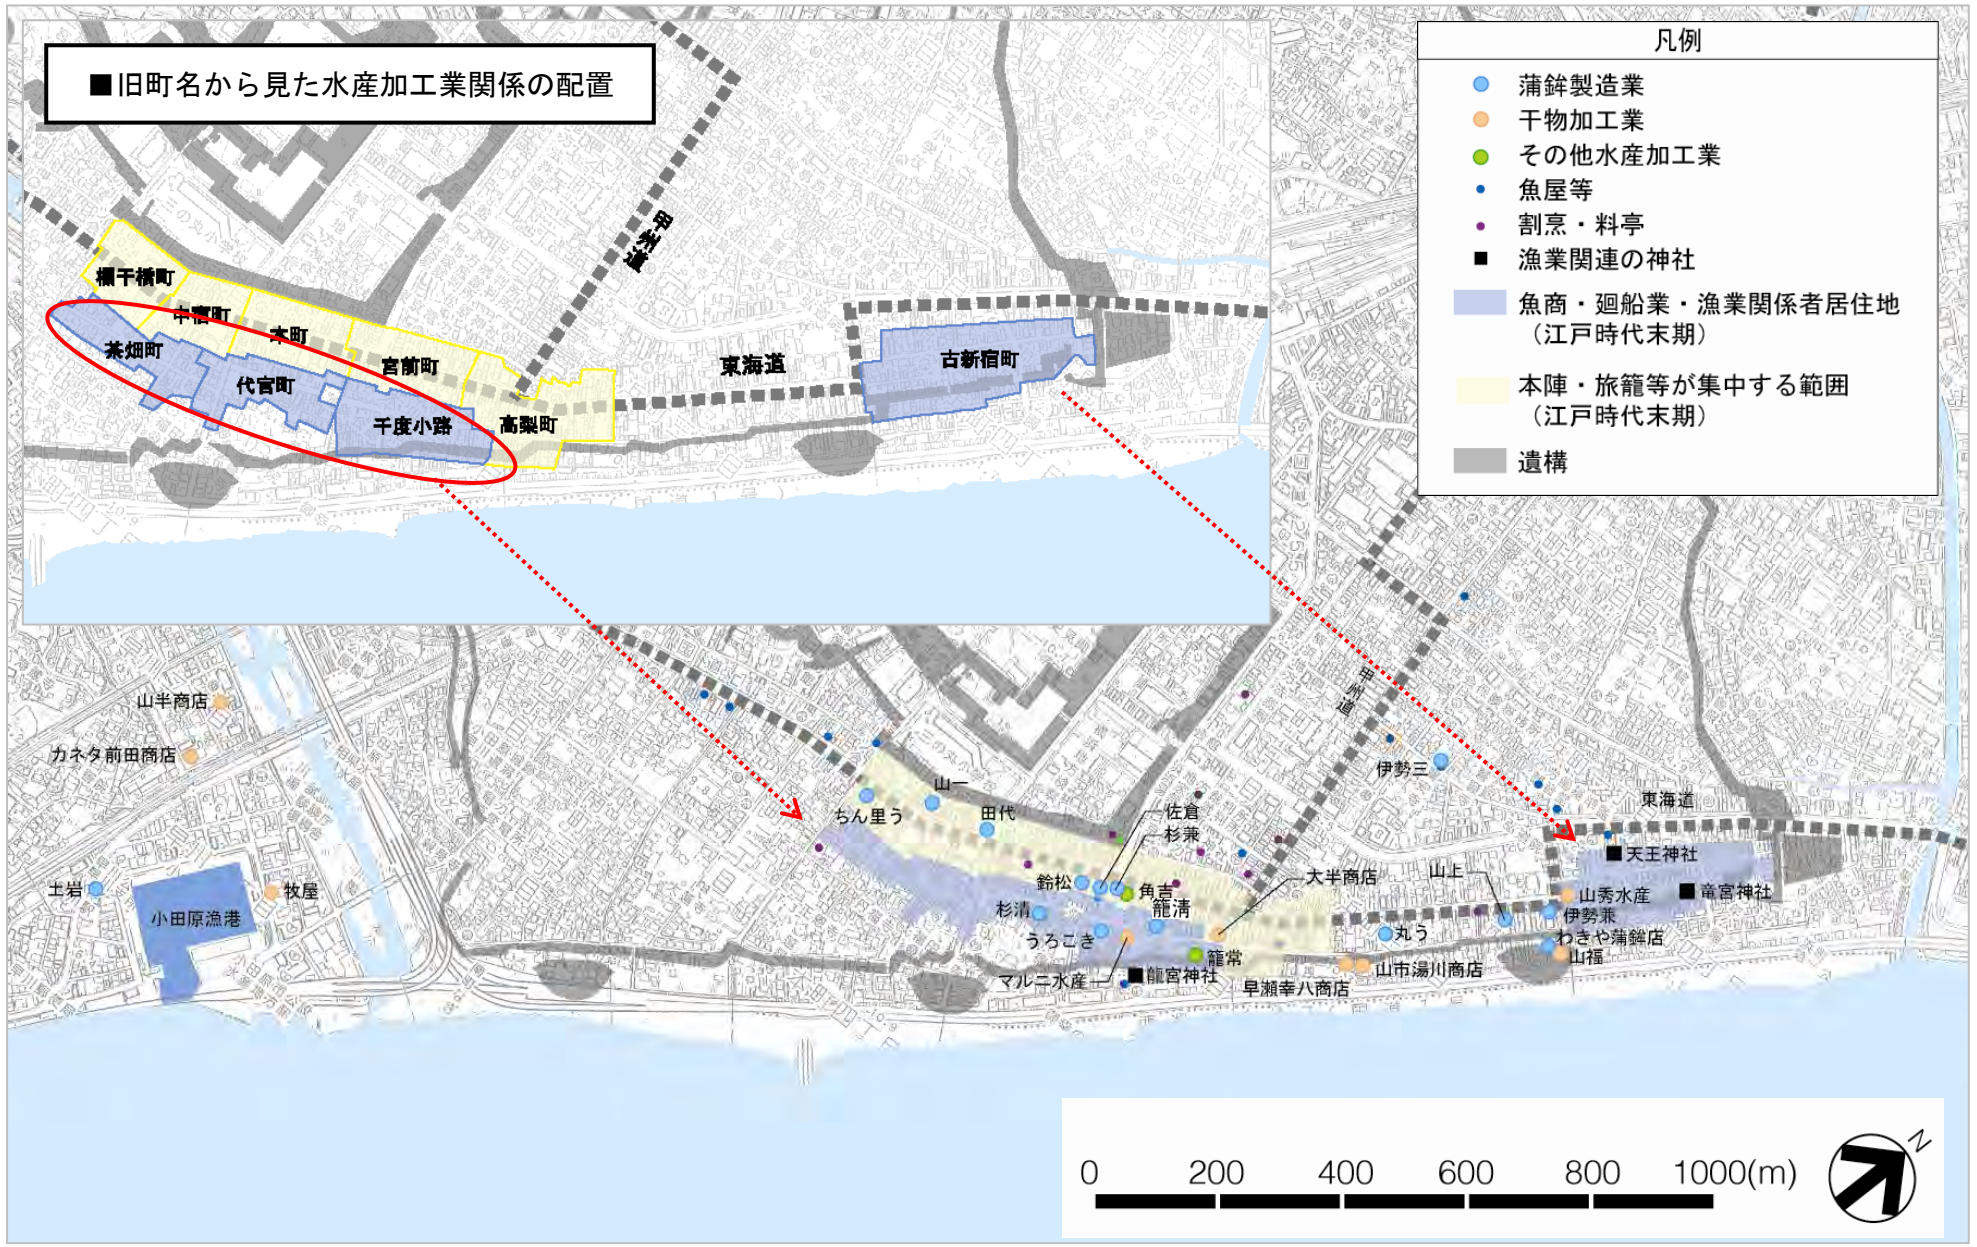 ■旧町名から見た水産加工業関係の配置
欄干橋町
中宿町
本町
宮前町
高梨町
茶畑町
代官町
千度小路
甲州道
東海道
古新宿町
凡例
蒲鉾製造業
干物加工業
その他水産加工業
魚屋等
割烹・料亭
漁業関連の神社
魚商・廻船業・漁業関係者居住地
（江戸時代末期）
本陣・旅籠等が集中する範囲
（江戸時代末期）
遺構
山半商店
カネタ前田商店
土岩
小田原漁港
牧屋
甲州道
伊勢三
東海道
ちん里う
山一
田代
佐倉
杉兼
鈴松
角吉
籠清
杉清
うろこき
マルニ水産
龍宮神社
籠常
大半商店
早瀬幸八商店
山市湯川商店
丸う
山上
天王神社
竜宮神社
山秀水産
伊勢兼
わきや蒲鉾店
山福
0 200 400 600 800 1000(m)
N